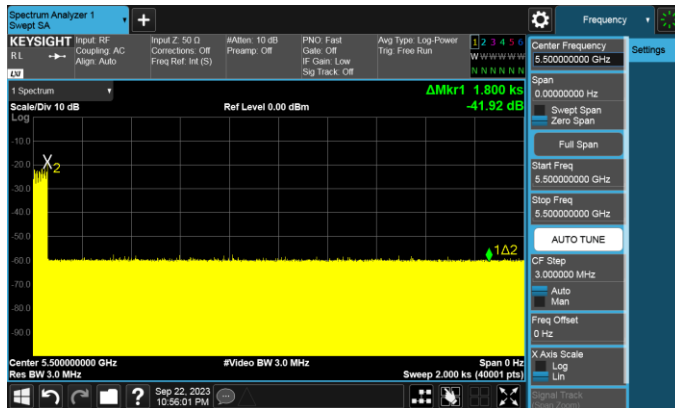 Spectrum Analyzer 1
Swept SA
+
Frequency
KEYSIGHT
RL
LXI
Input: RF
Coupling: AC
Align: Auto
Input Z: 50 Ω
Corrections: Off
Freq Ref: Int (S)
#Atten: 10 dB
Preamp: Off
PNO: Fast
Gate: Off
IF Gain: Low
Sig Track: Off
Avg Type: Log-Power
Trig: Free Run
1 2 3 4 5 6
W W W W W W
N N N N N N
1 Spectrum
Scale/Div 10 dB
Log
Ref Level 0.00 dBm
ΔMkr1 1.800 ks
-41.92 dB
-10.0
-20.0
-30.0
-40.0
-50.0
-60.0
-70.0
-80.0
-90.0
X2
1Δ2
Center 5.500000000 GHz
Res BW 3.0 MHz
#Video BW 3.0 MHz
Span 0 Hz
Sweep 2.000 ks (40001 pts)
?
Sep 22, 2023
10:56:01 PM
Settings
Center Frequency
5.500000000 GHz
Span
0.00000000 Hz
Swept Span
Zero Span
Full Span
Start Freq
5.500000000 GHz
Stop Freq
5.500000000 GHz
AUTO TUNE
CF Step
3.000000 MHz
Auto
Man
Freq Offset
0 Hz
X Axis Scale
Log
Lin
Signal Track
(Span Zoom)